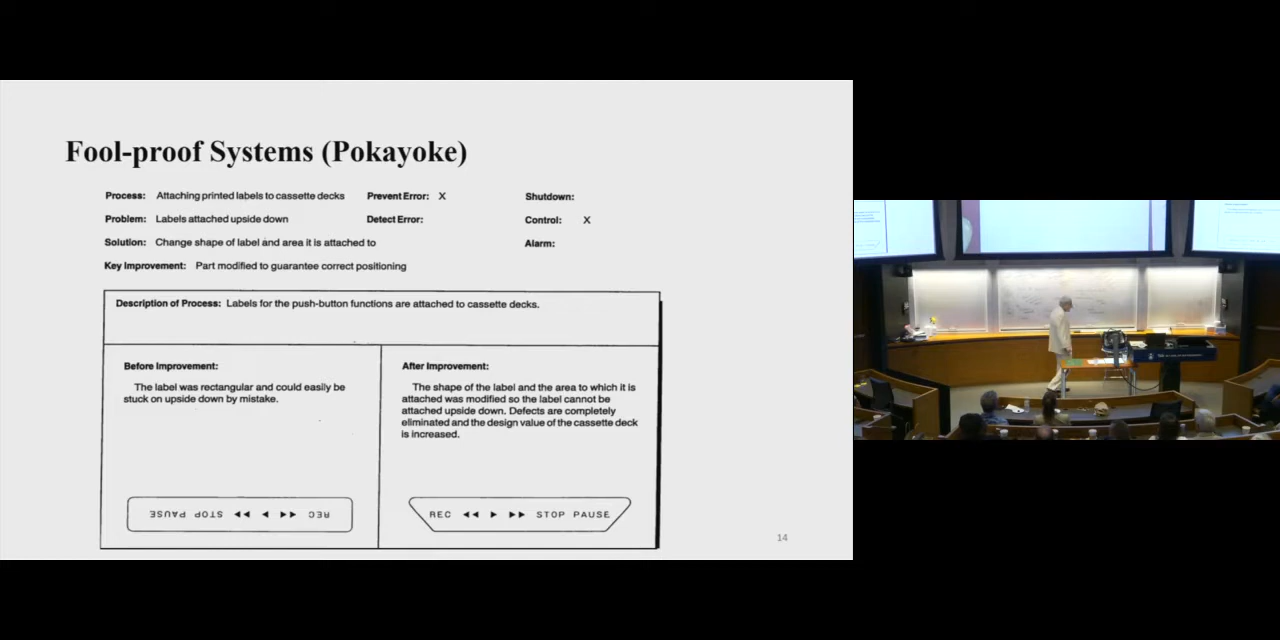 Fool-proof Systems (Pokayoke)
Process: Attaching printed labels to cassette decks Prevent Error: X Shutdown:
Problem: Labels attached upside down Detect Error: Control: X
Solution: Change shape of label and area it is attached to Alarm:
Key Improvement: Part modified to guarantee correct positioning
Description of Process: Labels for the push-button functions are attached to cassette decks.
Before Improvement:
The label was rectangular and could easily be
stuck on upside down by mistake.
REC ◄◄ ► ►► STOP PAUSE
After Improvement:
The shape of the label and the area to which it is
attached was modified so the label cannot be
attached upside down. Defects are completely
eliminated and the design value of the cassette deck
is increased.
REC ◄◄ ► ►► STOP PAUSE
14